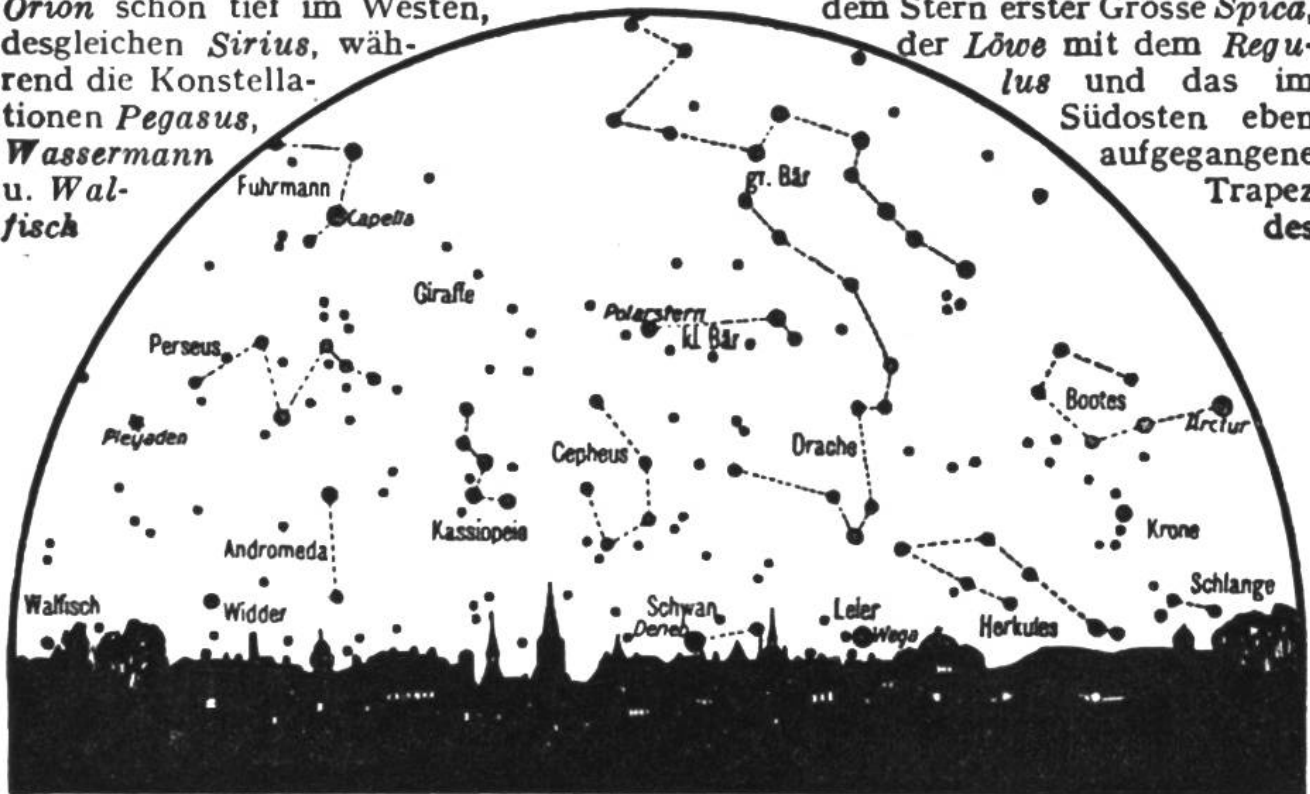 Orion schon tief im Westen,
desgleichen Sirius, wäh-
rend die Konstella-
tionen Pegasus,
Wassermann
u. Wal-
fisch
dem Stern erster Grösse Spica,
der Löwe mit dem Regu-
lus und das im
Südosten eben
aufgegangene
Trapez
des
Fuhrmann
gr. Bär
Capella
Giraffe
Polarstern
kl. Bär
Perseus
Bootes
Arctur
Pleyaden
Cepheus
Drache
Kassiopeia
Krone
Andromeda
Walfisch
Widder
Schwan
Deneb
Leier
Wega
Herkules
Schlange